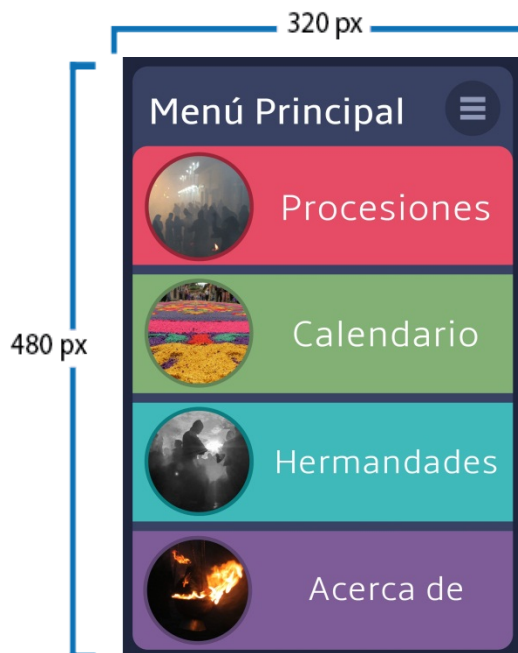 320 px
Menú Principal
Procesiones
Calendario
480 px
Hermandades
Acerca de